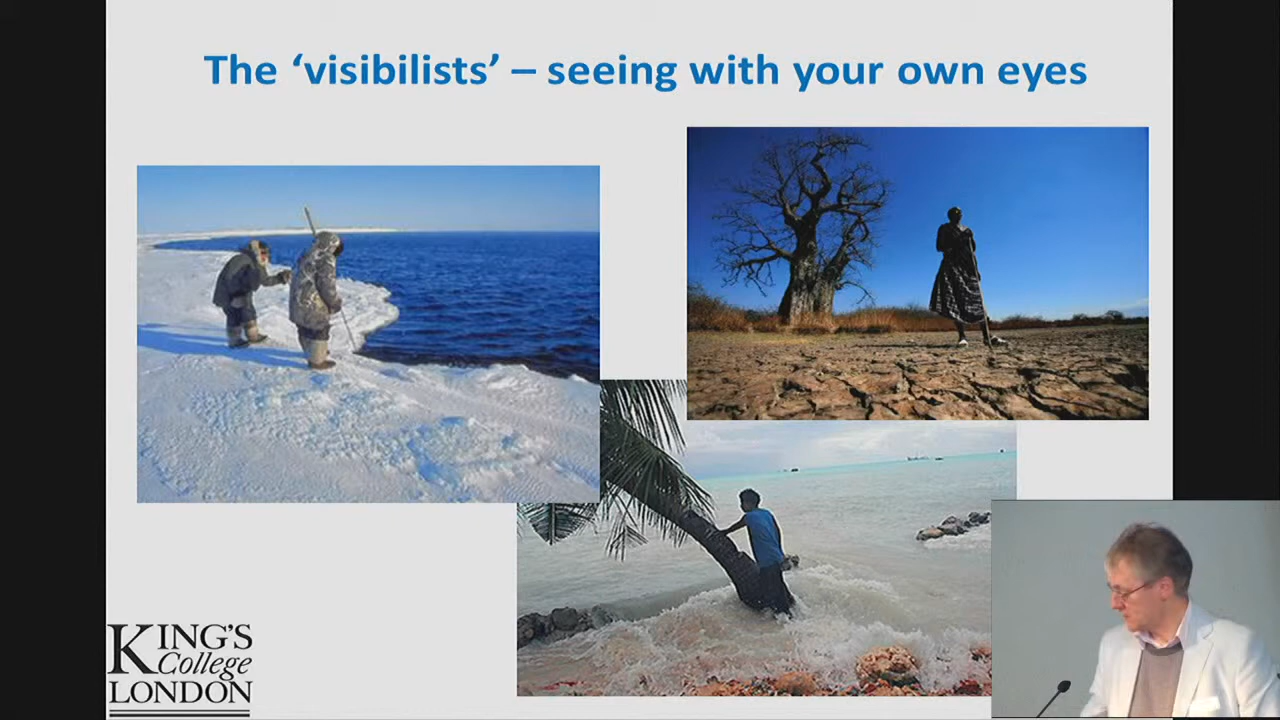 The ‘visibilists’ – seeing with your own eyes
KING'S
College
LONDON